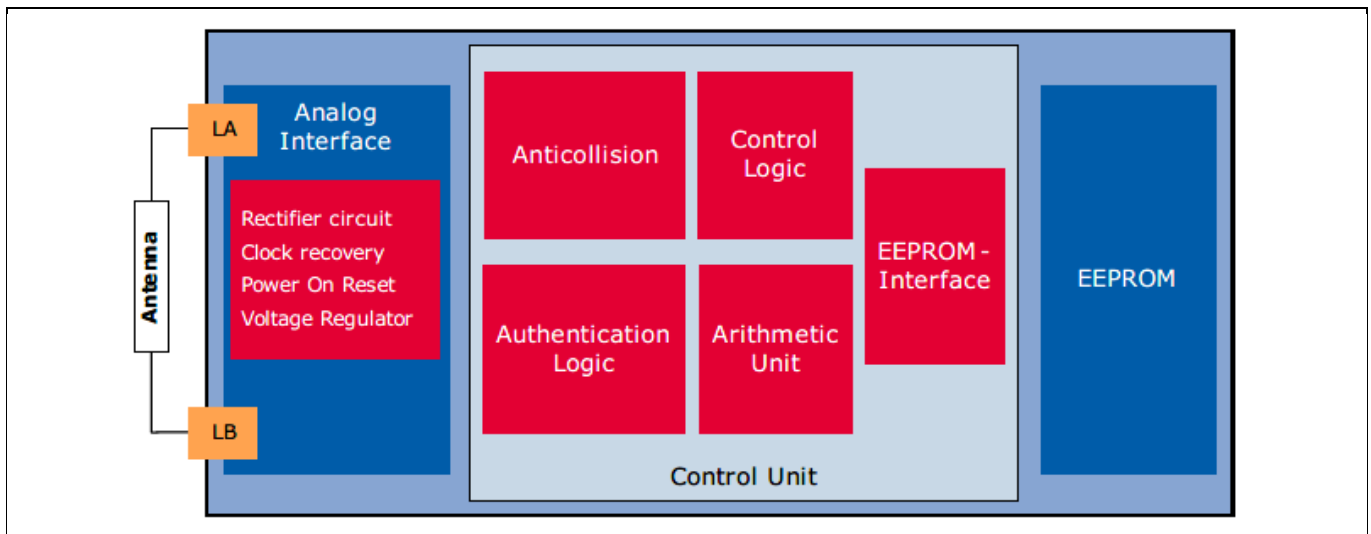 Antenna
LA
LB
Analog
Interface
Rectifier circuit
Clock recovery
Power On Reset
Voltage Regulator
Anticollision
Control
Logic
Authentication
Logic
Arithmetic
Unit
EEPROM -
Interface
Control Unit
EEPROM